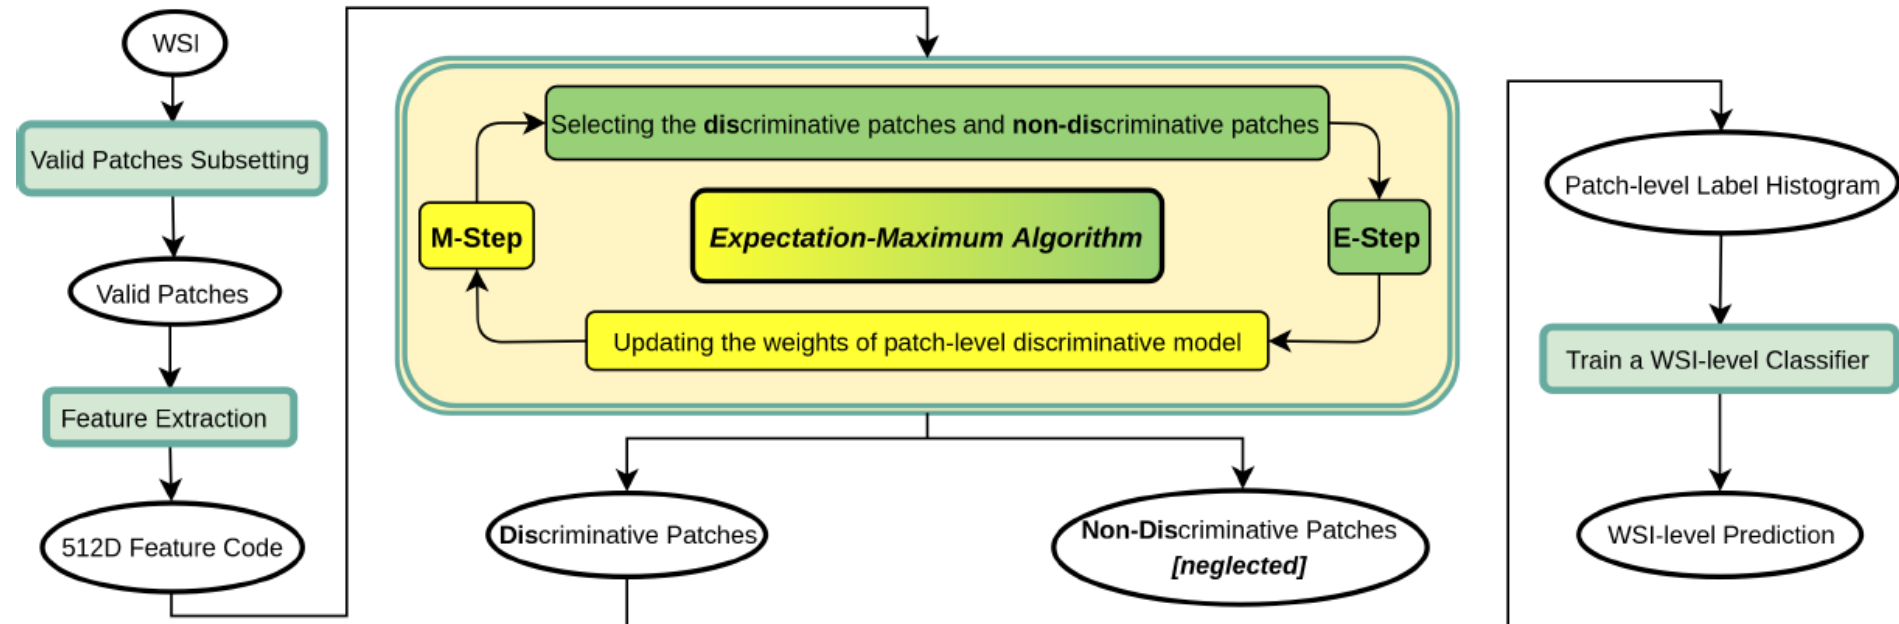 WSI
Valid Patches Subsetting
Valid Patches
Feature Extraction
512D Feature Code
Selecting the discriminative patches and non-discriminative patches
M-Step
Expectation-Maximum Algorithm
E-Step
Updating the weights of patch-level discriminative model
Discriminative Patches
Non-Discriminative Patches
[neglected]
Patch-level Label Histogram
Train a WSI-level Classifier
WSI-level Prediction